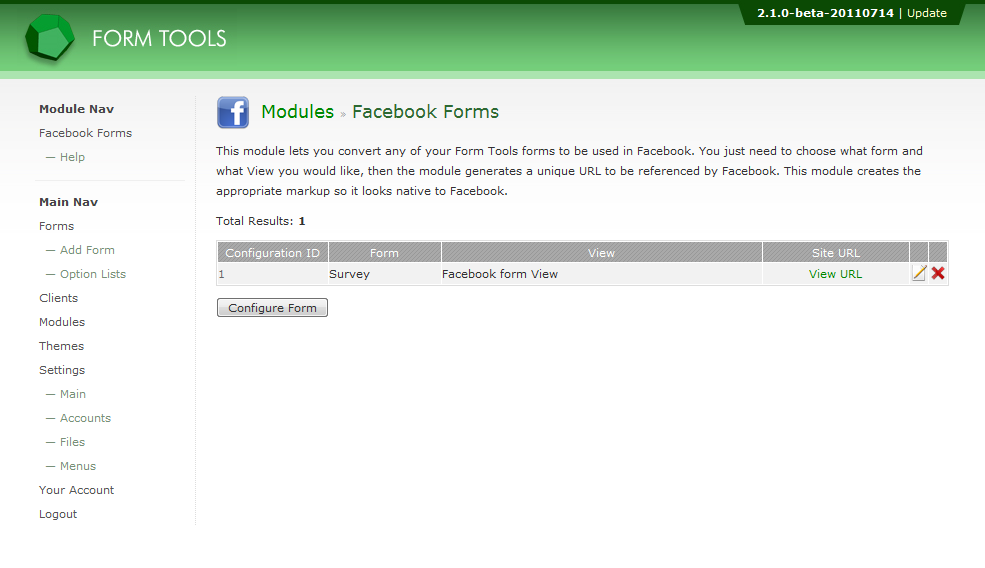 2.1.0-beta-20110714 | Update
FORM TOOLS
Module Nav
Facebook Forms
— Help
Main Nav
Forms
— Add Form
— Option Lists
Clients
Modules
Themes
Settings
— Main
— Accounts
— Files
— Menus
Your Account
Logout
Modules » Facebook Forms
This module lets you convert any of your Form Tools forms to be used in Facebook. You just need to choose what form and
what View you would like, then the module generates a unique URL to be referenced by Facebook. This module creates the
appropriate markup so it looks native to Facebook.
Total Results: 1
Configuration ID Form View Site URL
1 Survey Facebook form View View URL
Configure Form